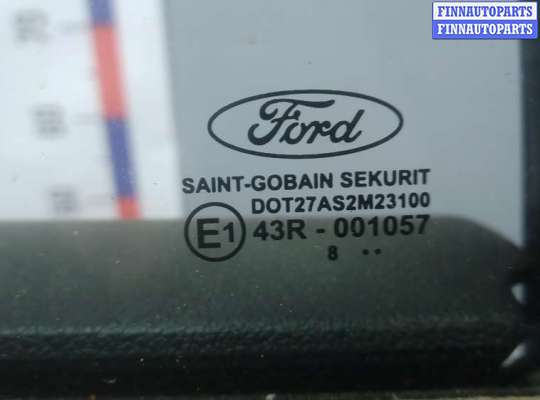 FINNAUTOPARTS
FINNAUTOPARTS
Ford
SAINT-GOBAIN SEKURIT
DOT27AS2M23100
E1 43R - 001057
8 ..